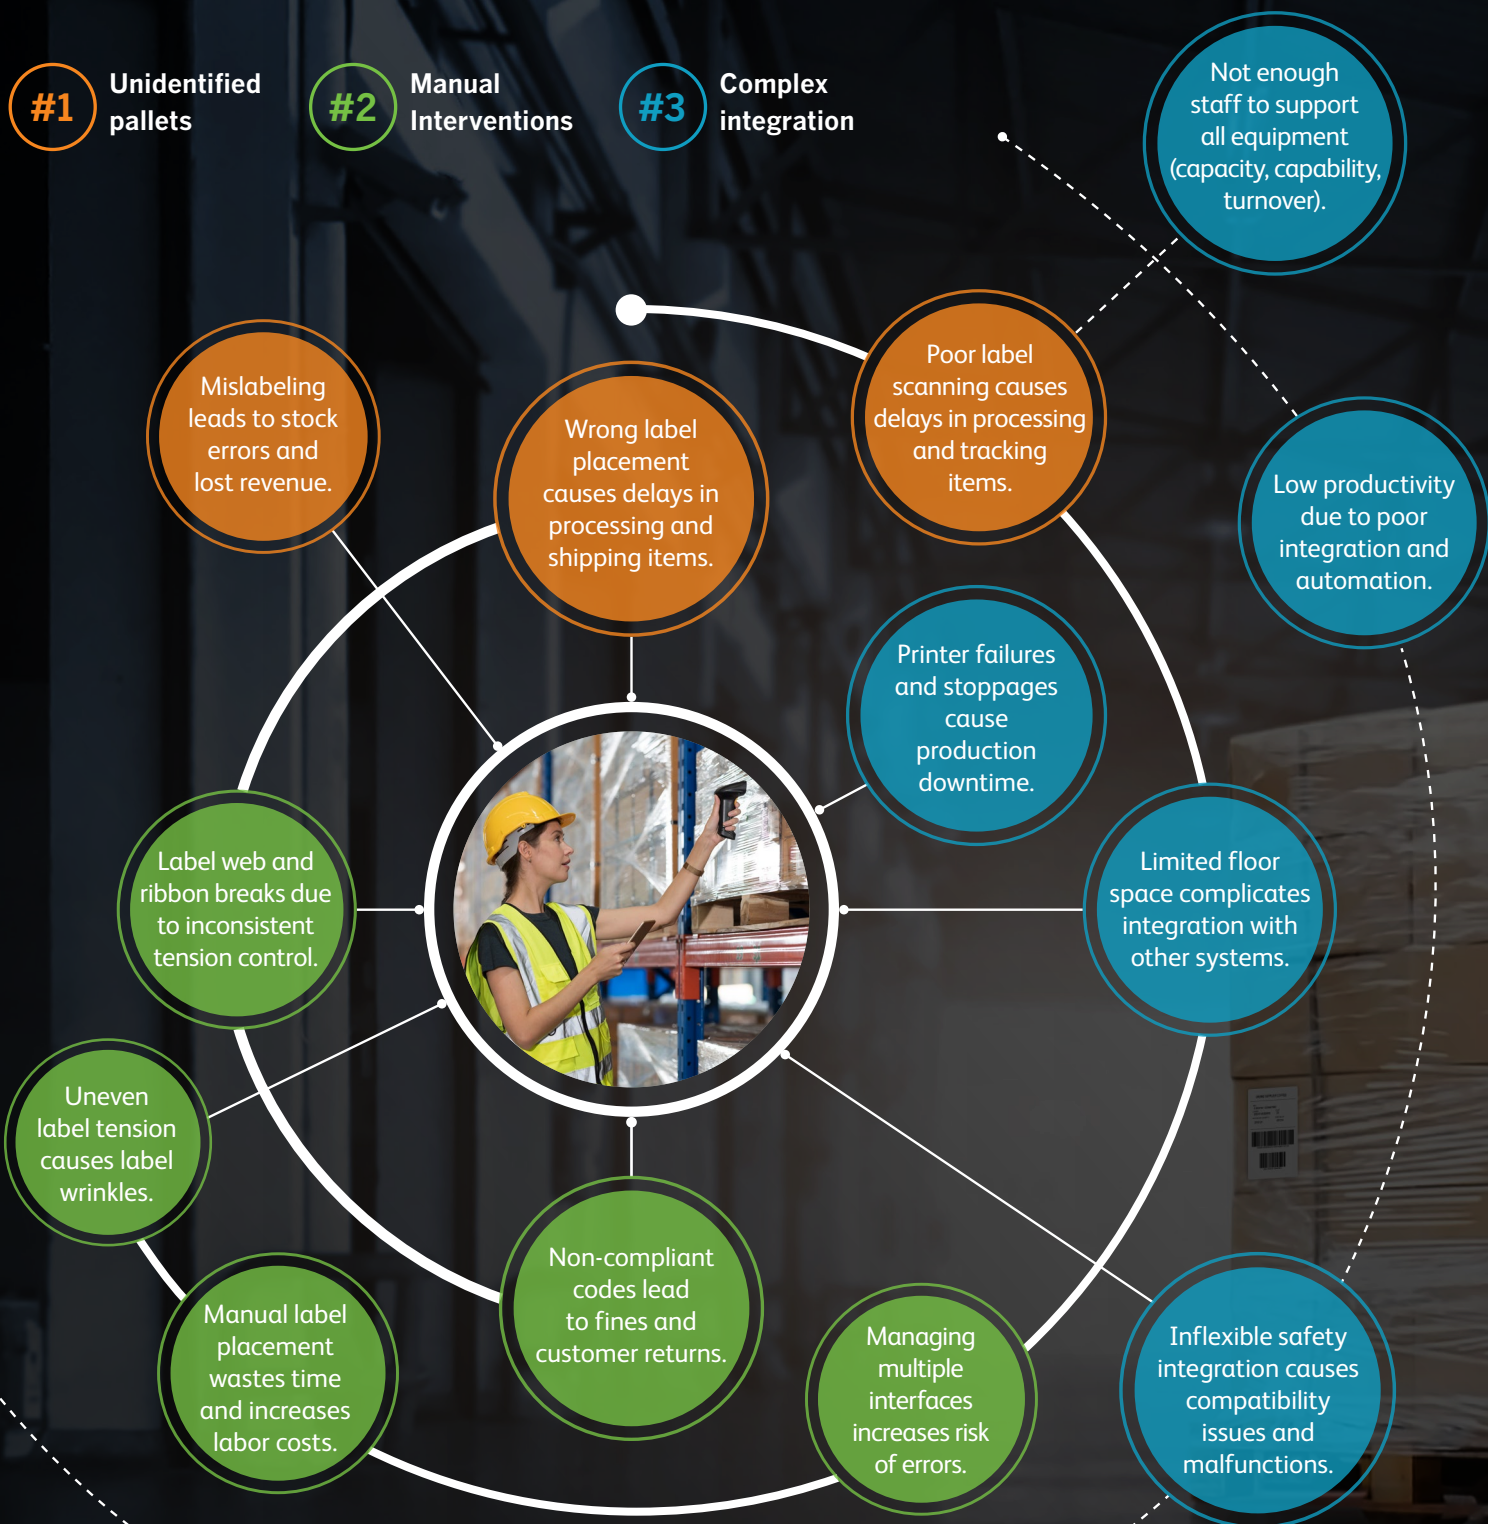 #1
Unidentified
pallets
#2
Manual
Interventions
#3
Complex
integration
Not enough
staff to support
all equipment
(capacity, capability,
turnover).
Mislabeling
leads to stock
errors and
lost revenue.
Wrong label
placement
causes delays in
processing and
shipping items.
Poor label
scanning causes
delays in processing
and tracking
items.
Low productivity
due to poor
integration and
automation.
Printer failures
and stoppages
cause
production
downtime.
Label web and
ribbon breaks due
to inconsistent
tension control.
Limited floor
space complicates
integration with
other systems.
Uneven
label tension
causes label
wrinkles.
Non-compliant
codes lead
to fines and
customer returns.
Manual label
placement
wastes time
and increases
labor costs.
Managing
multiple
interfaces
increases risk
of errors.
Inflexible safety
integration causes
compatibility
issues and
malfunctions.